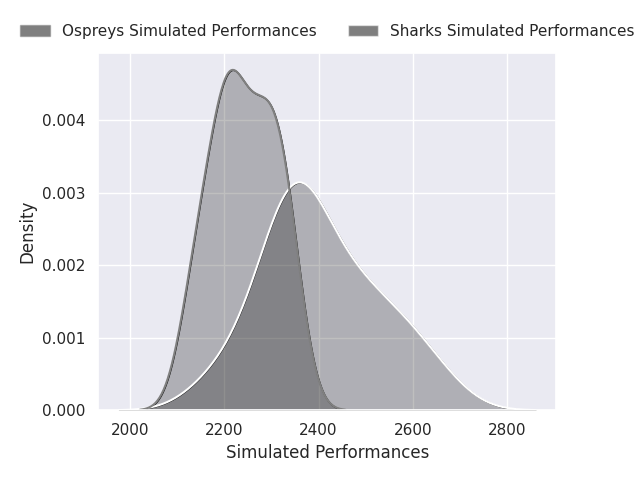 Ospreys Simulated Performances
Sharks Simulated Performances
0.004
0.003
0.002
0.001
0.000
Density
2000
2200
2400
2600
2800
Simulated Performances